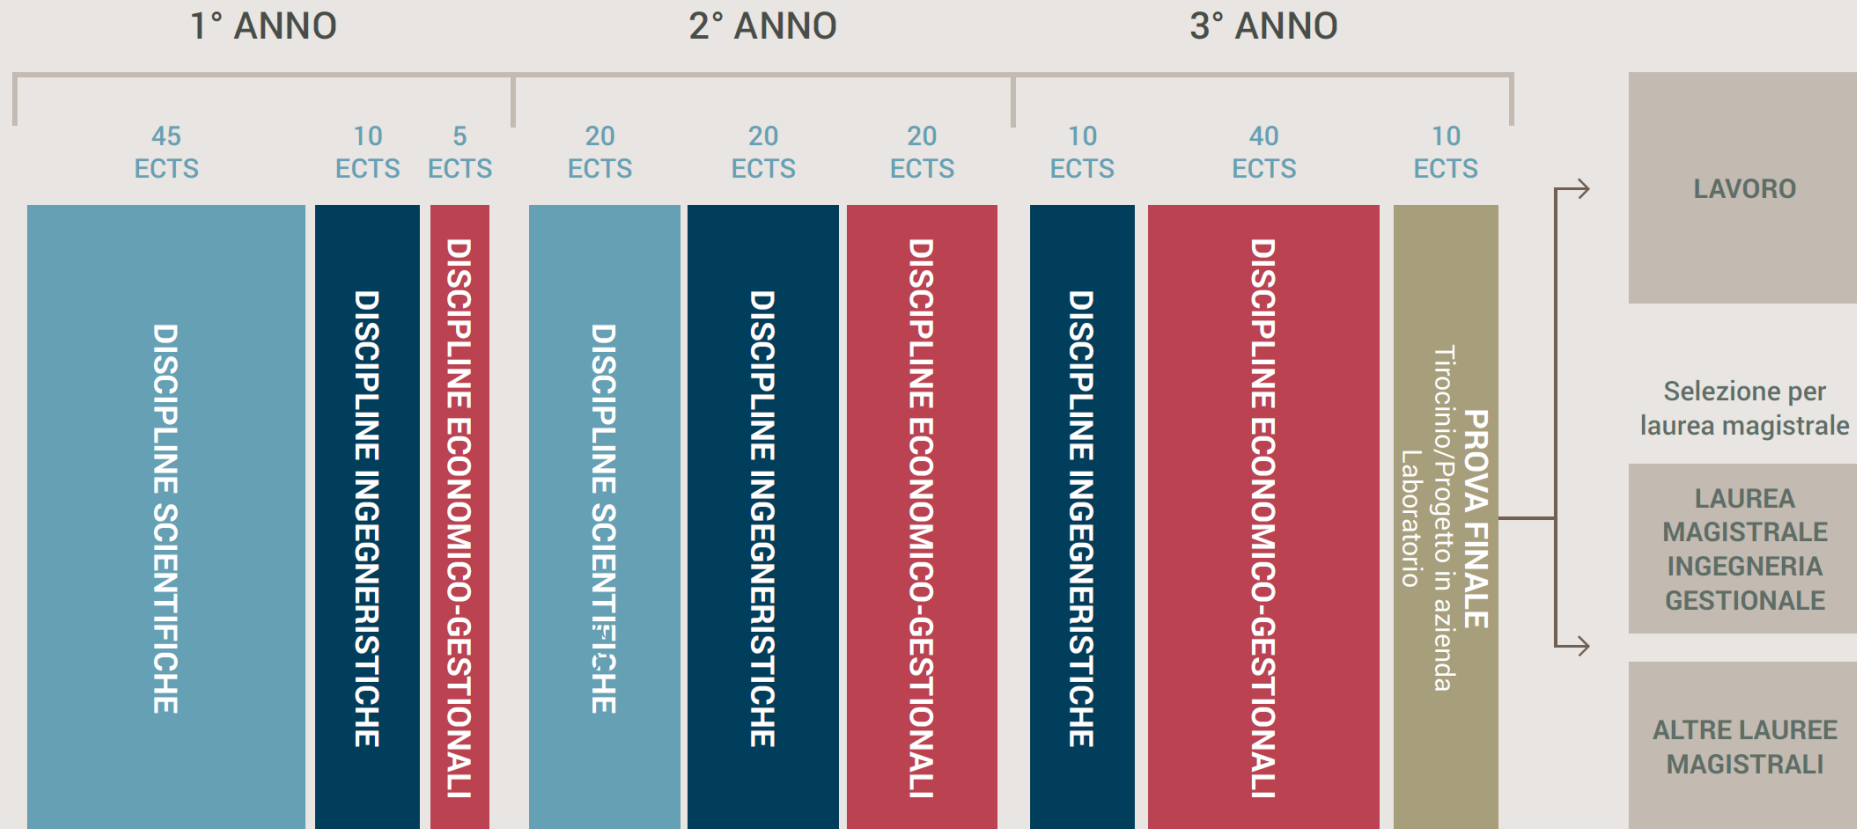 1° ANNO
2° ANNO
3° ANNO
45
ECTS
10
ECTS
5
ECTS
20
ECTS
20
ECTS
20
ECTS
10
ECTS
40
ECTS
10
ECTS
DISCIPLINE SCIENTIFICHE
DISCIPLINE INGEGNERISTICHE
DISCIPLINE ECONOMICO-GESTIONALI
DISCIPLINE SCIENTIFICHE
DISCIPLINE INGEGNERISTICHE
DISCIPLINE ECONOMICO-GESTIONALI
DISCIPLINE INGEGNERISTICHE
DISCIPLINE ECONOMICO-GESTIONALI
PROVA FINALE
Tirocinio/Progetto in azienda
Laboratorio
LAVORO
Selezione per
laurea magistrale
LAUREA
MAGISTRALE
INGEGNERIA
GESTIONALE
ALTRE LAUREE
MAGISTRALI